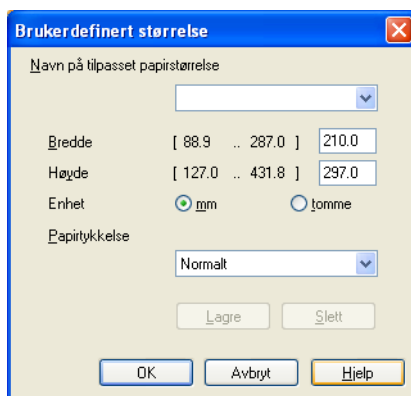 Brukerdefinert størrelse
Navn på tilpasset papirstørrelse
Bredde [ 88.9 .. 287.0 ] 210.0
Høyde [ 127.0 .. 431.8 ] 297.0
Enhet mm tomme
Papirtykkelse
Normalt
Lagre Slett
OK Avbryt Hjelp